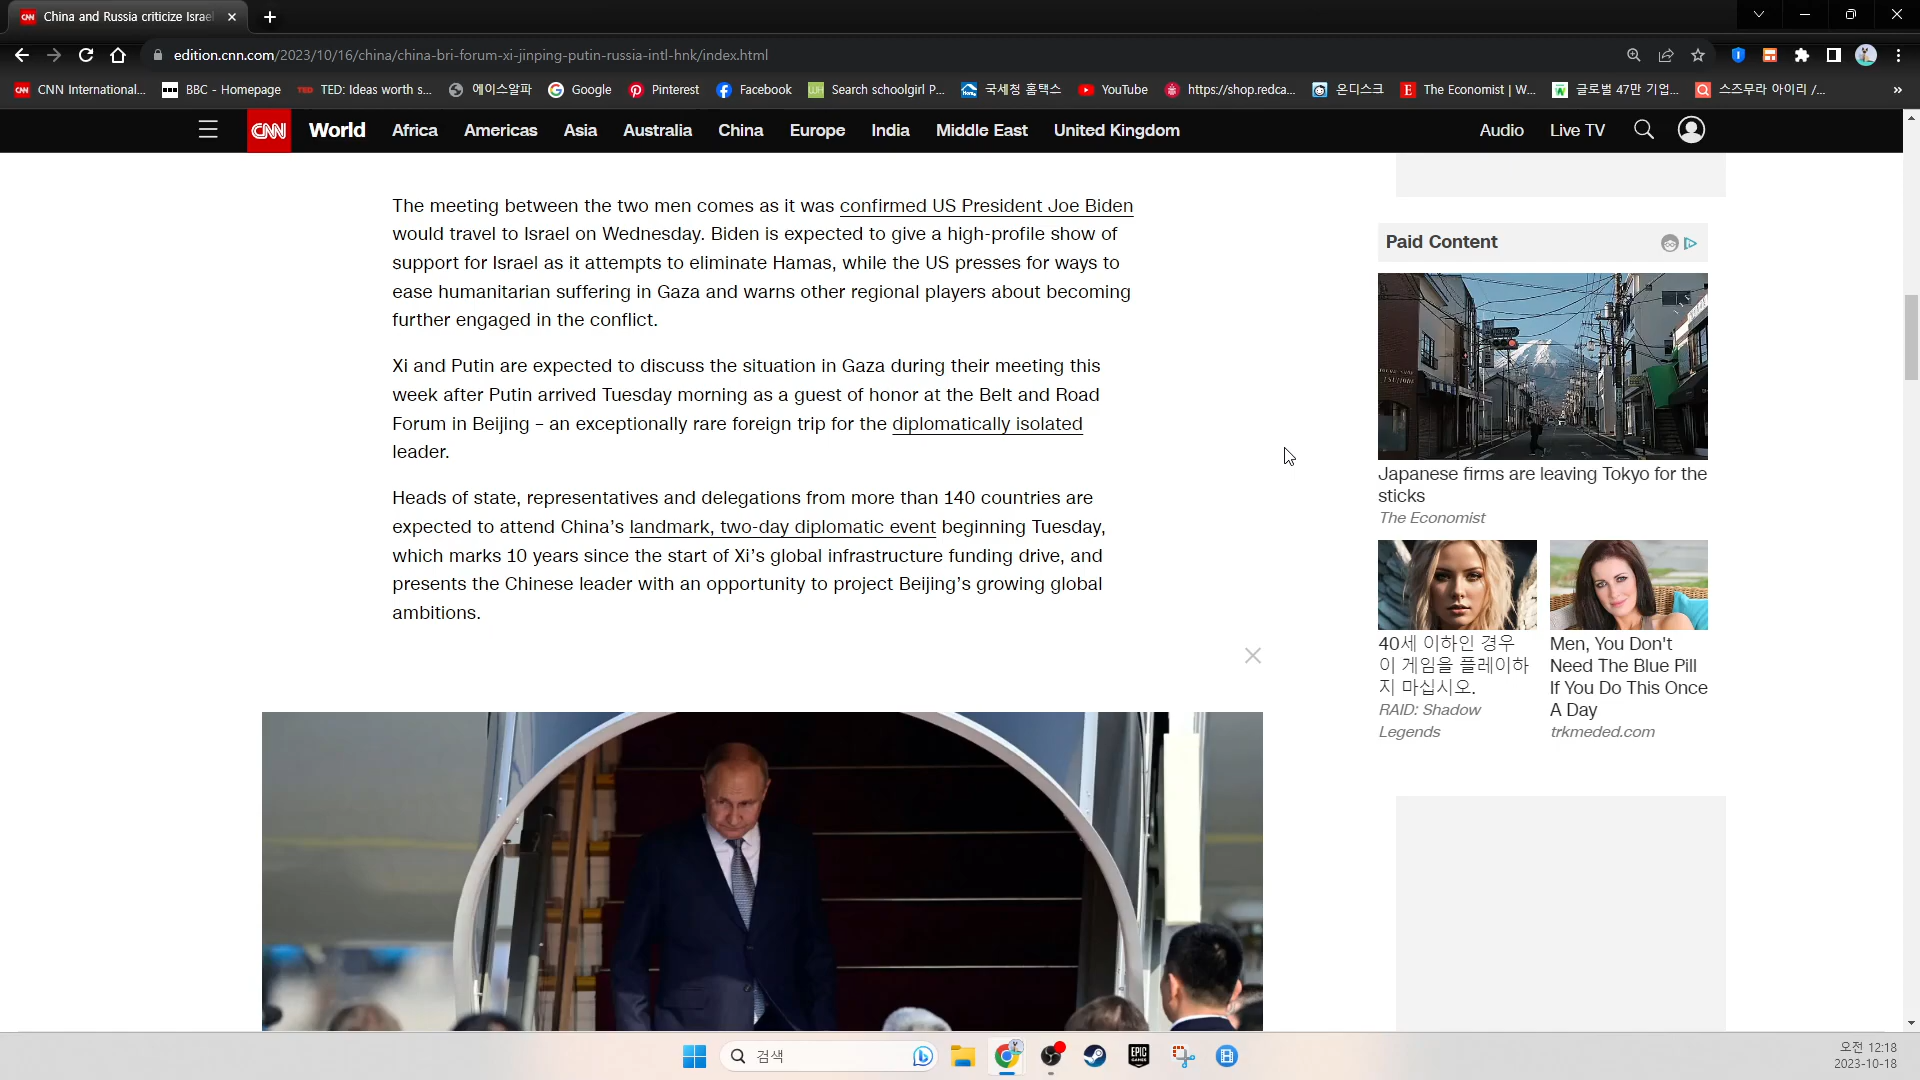 CNN China and Russia criticize Israel
edition.cnn.com/2023/10/16/china/china-bri-forum-xi-jinping-putin-russia-intl-hnk/index.html
CNN International... BBC - Homepage TED: Ideas worth s... 에이스알파 Google Pinterest Facebook Search schoolgirl P... 국세청 홈택스 YouTube https://shop.redca... 온디스크 The Economist | W... 글로벌 47만 기업... 스즈무라 아이리 /... »
CNN World Africa Americas Asia Australia China Europe India Middle East United Kingdom Audio Live TV
The meeting between the two men comes as it was confirmed US President Joe Biden
would travel to Israel on Wednesday. Biden is expected to give a high-profile show of
support for Israel as it attempts to eliminate Hamas, while the US presses for ways to
ease humanitarian suffering in Gaza and warns other regional players about becoming
further engaged in the conflict.
Xi and Putin are expected to discuss the situation in Gaza during their meeting this
week after Putin arrived Tuesday morning as a guest of honor at the Belt and Road
Forum in Beijing – an exceptionally rare foreign trip for the diplomatically isolated
leader.
Heads of state, representatives and delegations from more than 140 countries are
expected to attend China’s landmark, two-day diplomatic event beginning Tuesday,
which marks 10 years since the start of Xi’s global infrastructure funding drive, and
presents the Chinese leader with an opportunity to project Beijing’s growing global
ambitions.
Paid Content
Japanese firms are leaving Tokyo for the
sticks
The Economist
40세 이하인 경우
이 게임을 플레이하
지 마십시오.
RAID: Shadow
Legends
Men, You Don't
Need The Blue Pill
If You Do This Once
A Day
trkmeded.com
검색
EPIC GAMES
오전 12:18
2023-10-18